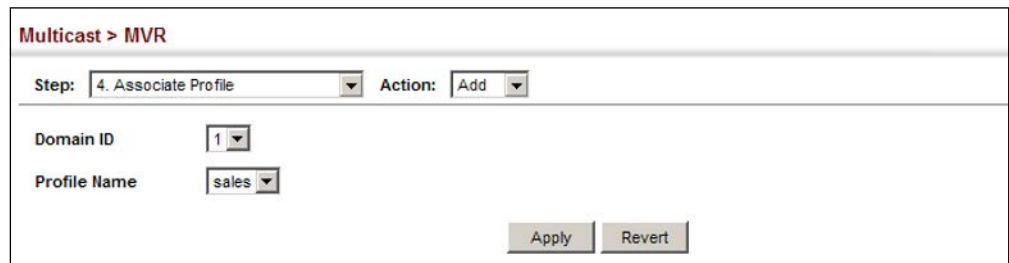 Multicast > MVR
Step: 4. Associate Profile Action: Add
Domain ID 1
Profile Name sales
Apply Revert